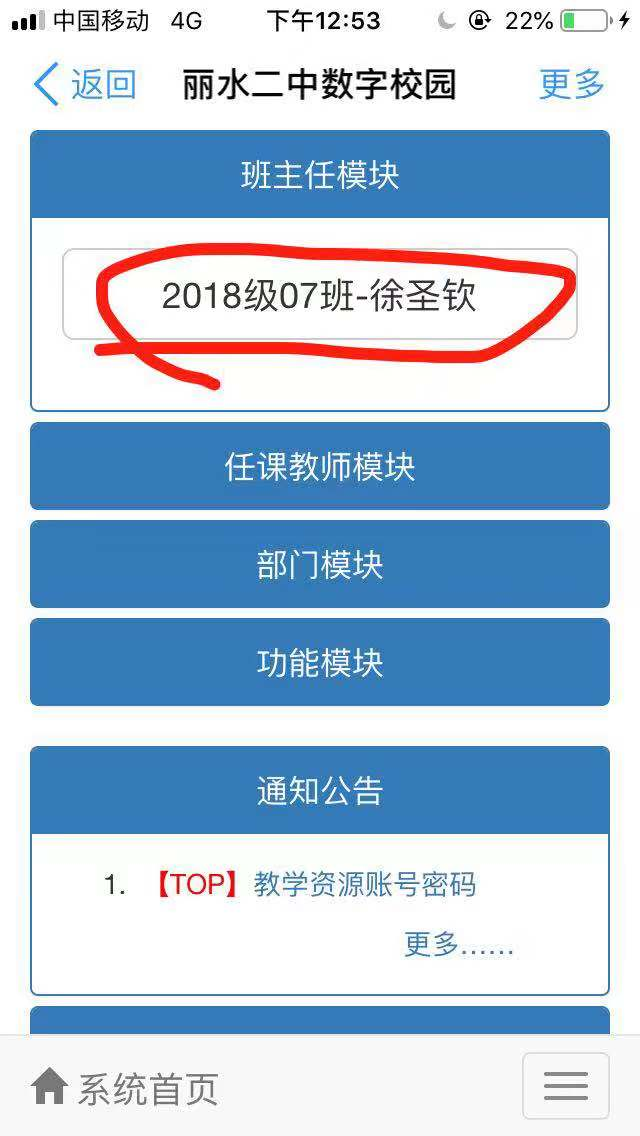 中国移动 4G 下午12:53 22%
返回 丽水二中数字校园 更多
班主任模块
2018级07班-徐圣钦
任课教师模块
部门模块
功能模块
通知公告
1. 【TOP】教学资源账号密码
更多……
系统首页